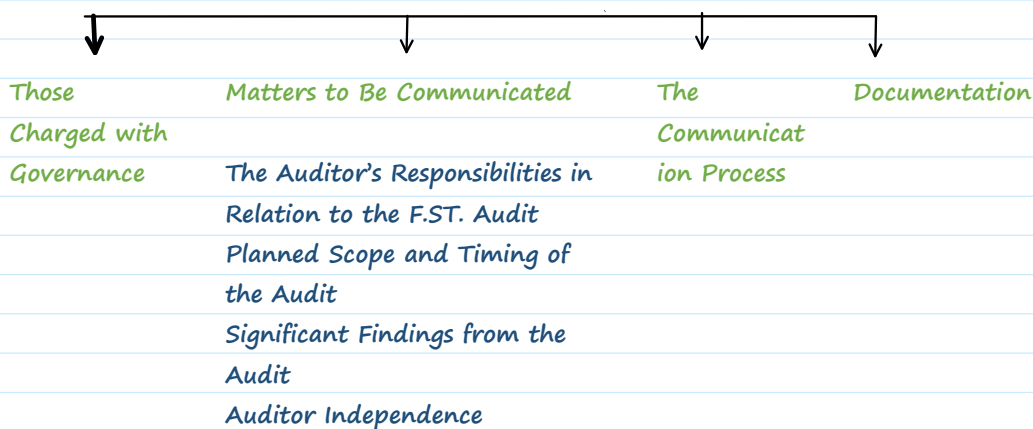 Those
Charged with
Governance
Matters to Be Communicated
The Auditor's Responsibilities in
Relation to the F.ST. Audit
Planned Scope and Timing of
the Audit
Significant Findings from the
Audit
Auditor Independence
The
Communicat
ion Process
Documentation